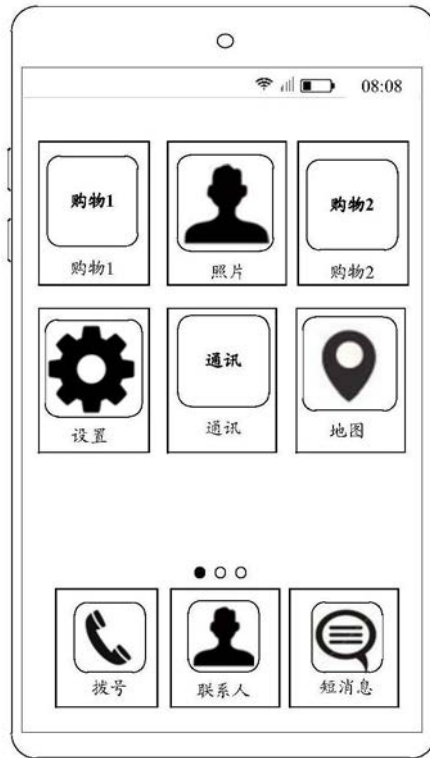 08:08
购物1
购物2
购物1 照片 购物2
通讯
设置 通讯 地图
拨号 联系人 短消息